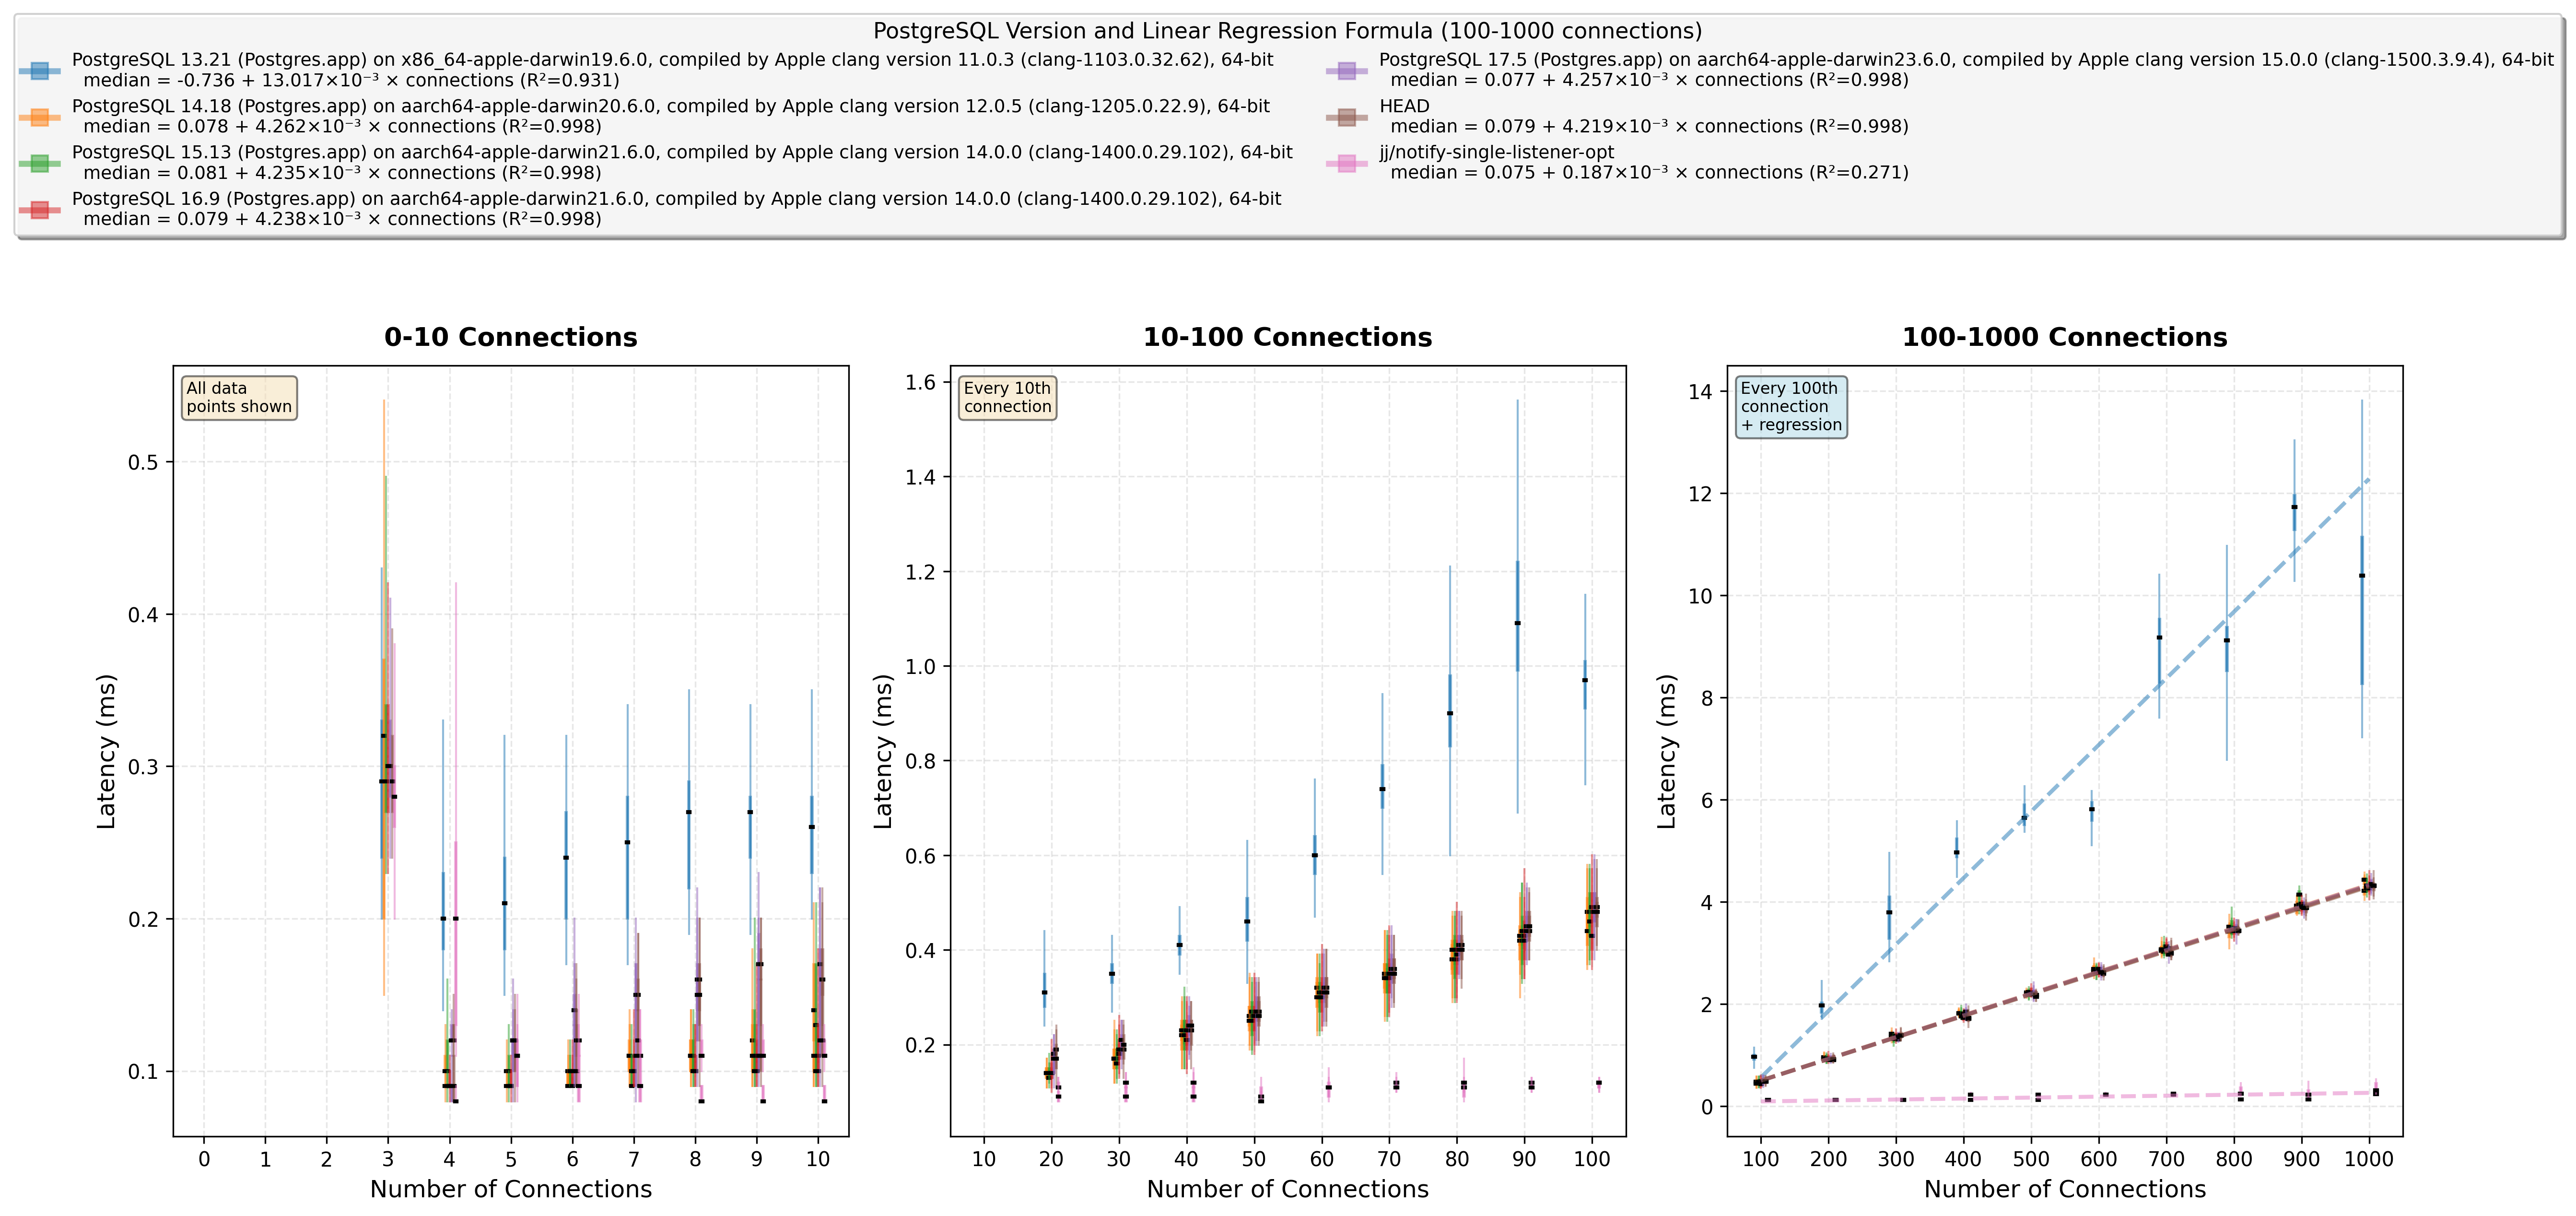 PostgreSQL Version and Linear Regression Formula (100-1000 connections)
PostgreSQL 13.21 (Postgres.app) on x86_64-apple-darwin19.6.0, compiled by Apple clang version 11.0.3 (clang-1103.0.32.62), 64-bit
median = -0.736 + 13.017×10⁻³ × connections (R²=0.931)
PostgreSQL 14.18 (Postgres.app) on aarch64-apple-darwin20.6.0, compiled by Apple clang version 12.0.5 (clang-1205.0.22.9), 64-bit
median = 0.078 + 4.262×10⁻³ × connections (R²=0.998)
PostgreSQL 15.13 (Postgres.app) on aarch64-apple-darwin21.6.0, compiled by Apple clang version 14.0.0 (clang-1400.0.29.102), 64-bit
median = 0.081 + 4.235×10⁻³ × connections (R²=0.998)
PostgreSQL 16.9 (Postgres.app) on aarch64-apple-darwin21.6.0, compiled by Apple clang version 14.0.0 (clang-1400.0.29.102), 64-bit
median = 0.079 + 4.238×10⁻³ × connections (R²=0.998)
PostgreSQL 17.5 (Postgres.app) on aarch64-apple-darwin23.6.0, compiled by Apple clang version 15.0.0 (clang-1500.3.9.4), 64-bit
median = 0.077 + 4.257×10⁻³ × connections (R²=0.998)
HEAD
median = 0.079 + 4.219×10⁻³ × connections (R²=0.998)
jj/notify-single-listener-opt
median = 0.075 + 0.187×10⁻³ × connections (R²=0.271)
0-10 Connections
All data
points shown
Latency (ms)
0.5
0.4
0.3
0.2
0.1
0 1 2 3 4 5 6 7 8 9 10
Number of Connections
10-100 Connections
Every 10th
connection
Latency (ms)
1.6
1.4
1.2
1.0
0.8
0.6
0.4
0.2
10 20 30 40 50 60 70 80 90 100
Number of Connections
100-1000 Connections
Every 100th
connection
+ regression
Latency (ms)
14
12
10
8
6
4
2
0
100 200 300 400 500 600 700 800 900 1000
Number of Connections